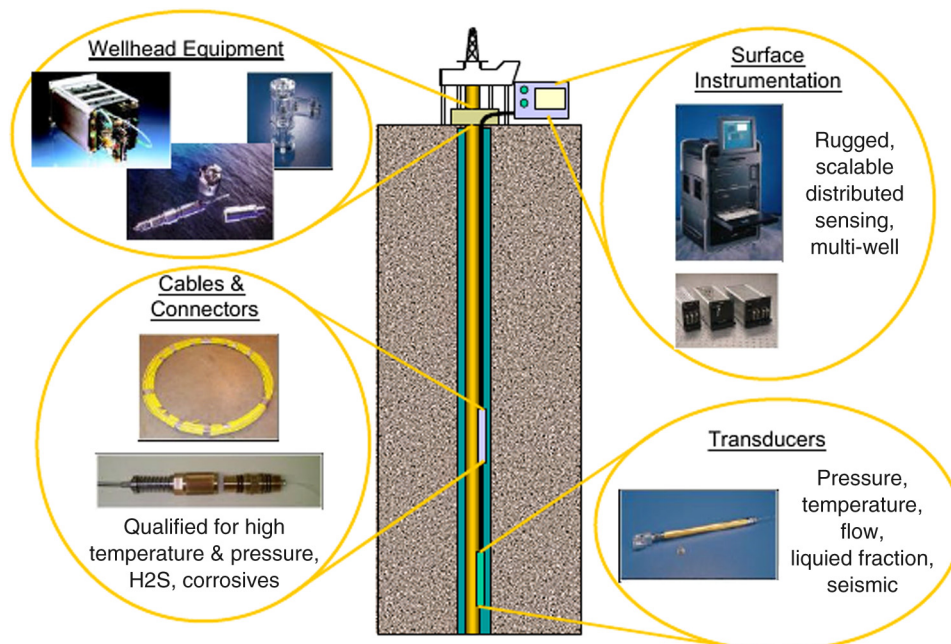 Wellhead Equipment
Surface
Instrumentation
Rugged,
scalable
distributed
sensing,
multi-well
Cables &
Connectors
Qualified for high
temperature & pressure,
H2S, corrosives
Transducers
Pressure,
temperature,
flow,
liquied fraction,
seismic